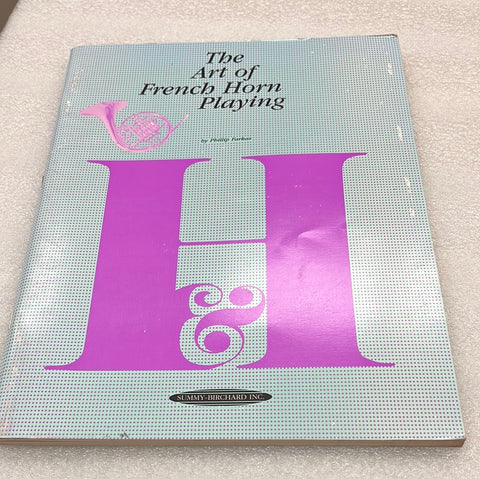 The
Art of
French Horn
Playing
by Philip Farkas
H
&
SUMMY-BIRCHARD INC.